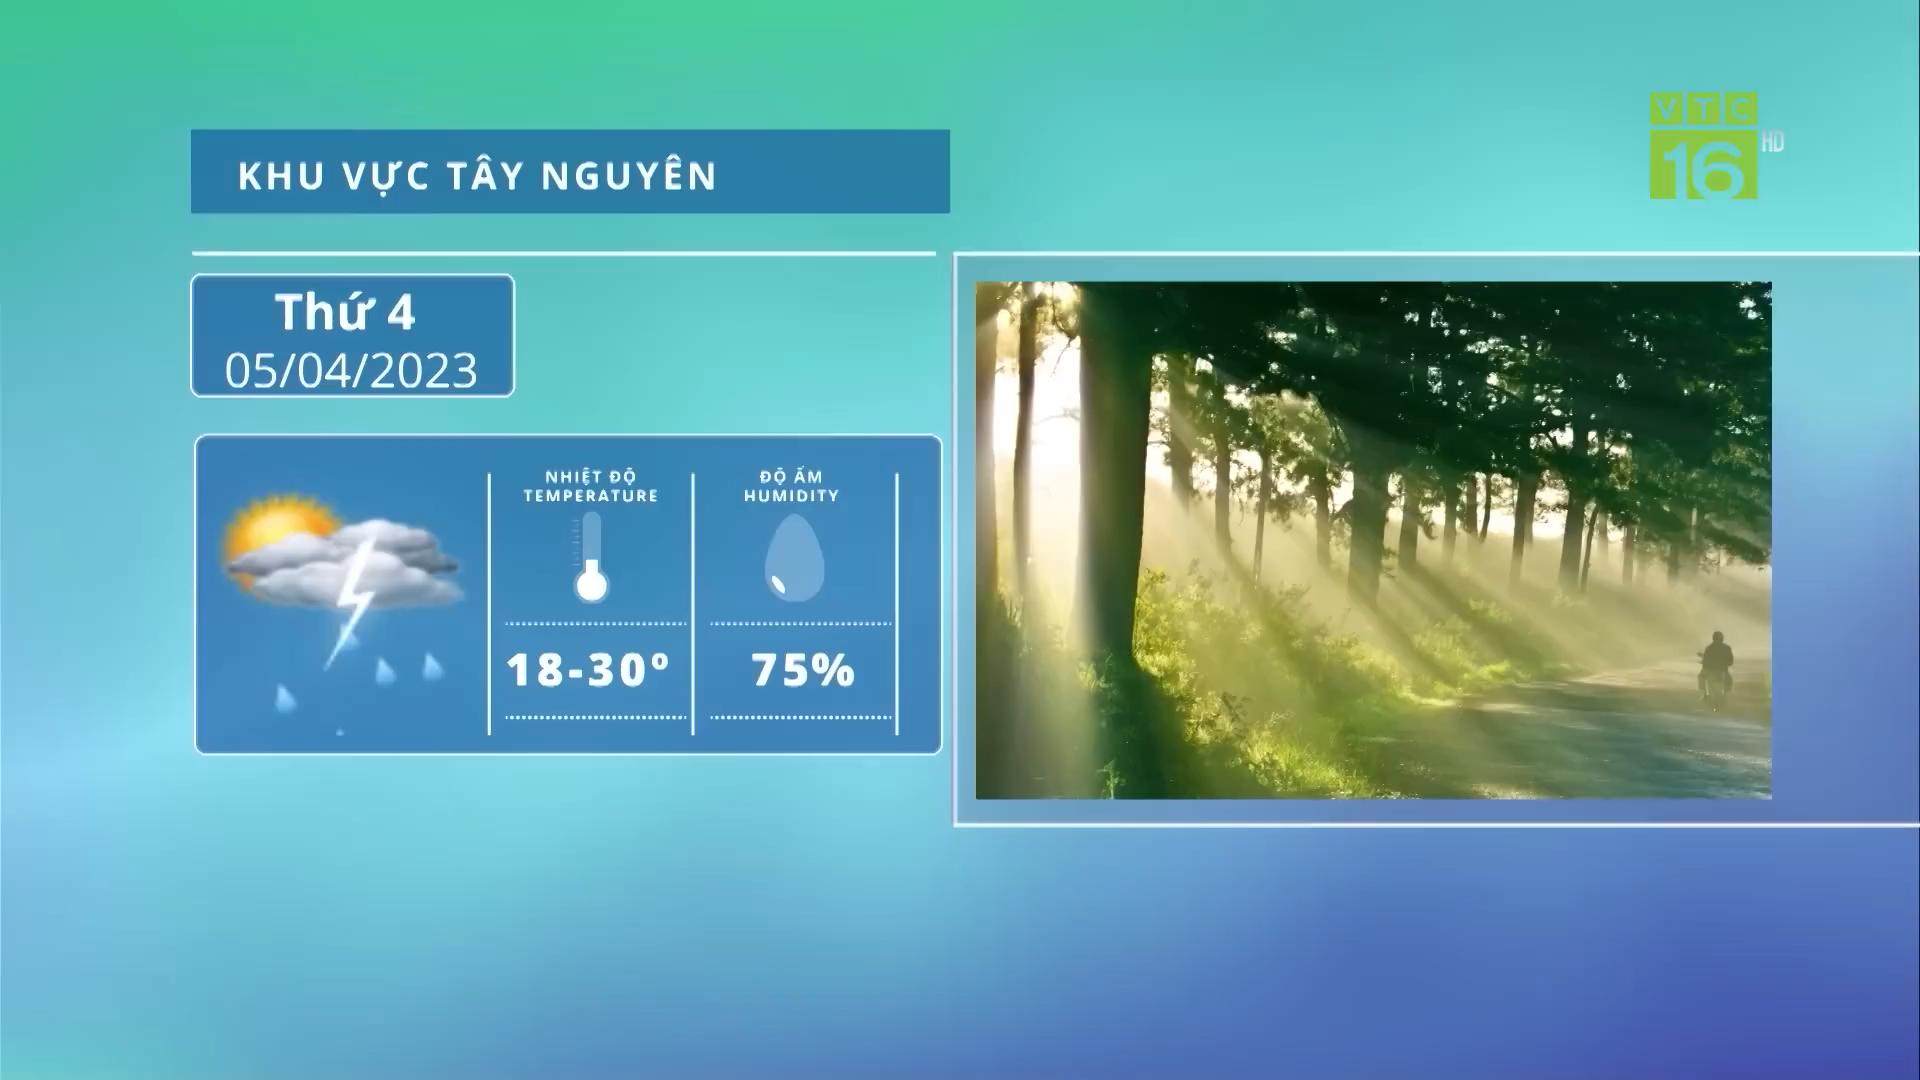 VTC
16 HD
KHU VỰC TÂY NGUYÊN
Thứ 4
05/04/2023
NHIỆT ĐỘ
TEMPERATURE
18-30°
ĐỘ ẨM
HUMIDITY
75%